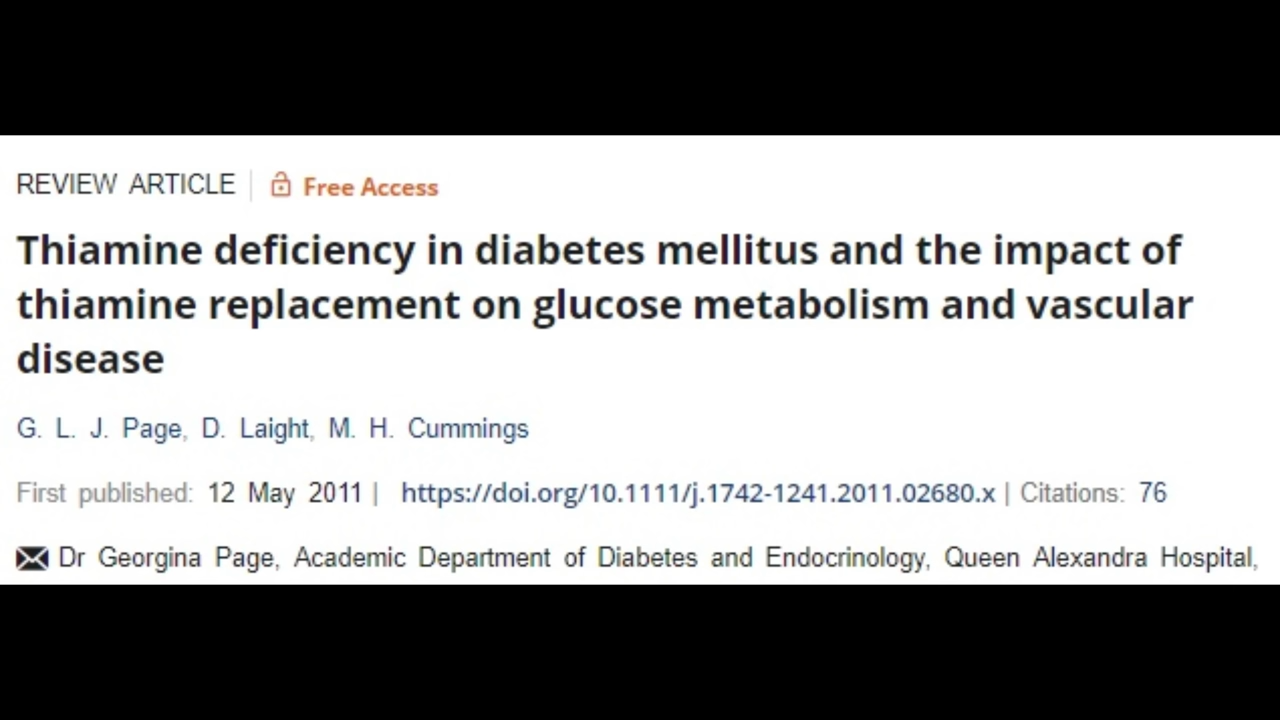 REVIEW ARTICLE | Free Access
Thiamine deficiency in diabetes mellitus and the impact of
thiamine replacement on glucose metabolism and vascular
disease
G. L. J. Page, D. Laight, M. H. Cummings
First published: 12 May 2011 | https://doi.org/10.1111/j.1742-1241.2011.02680.x | Citations: 76
Dr Georgina Page, Academic Department of Diabetes and Endocrinology, Queen Alexandra Hospital,